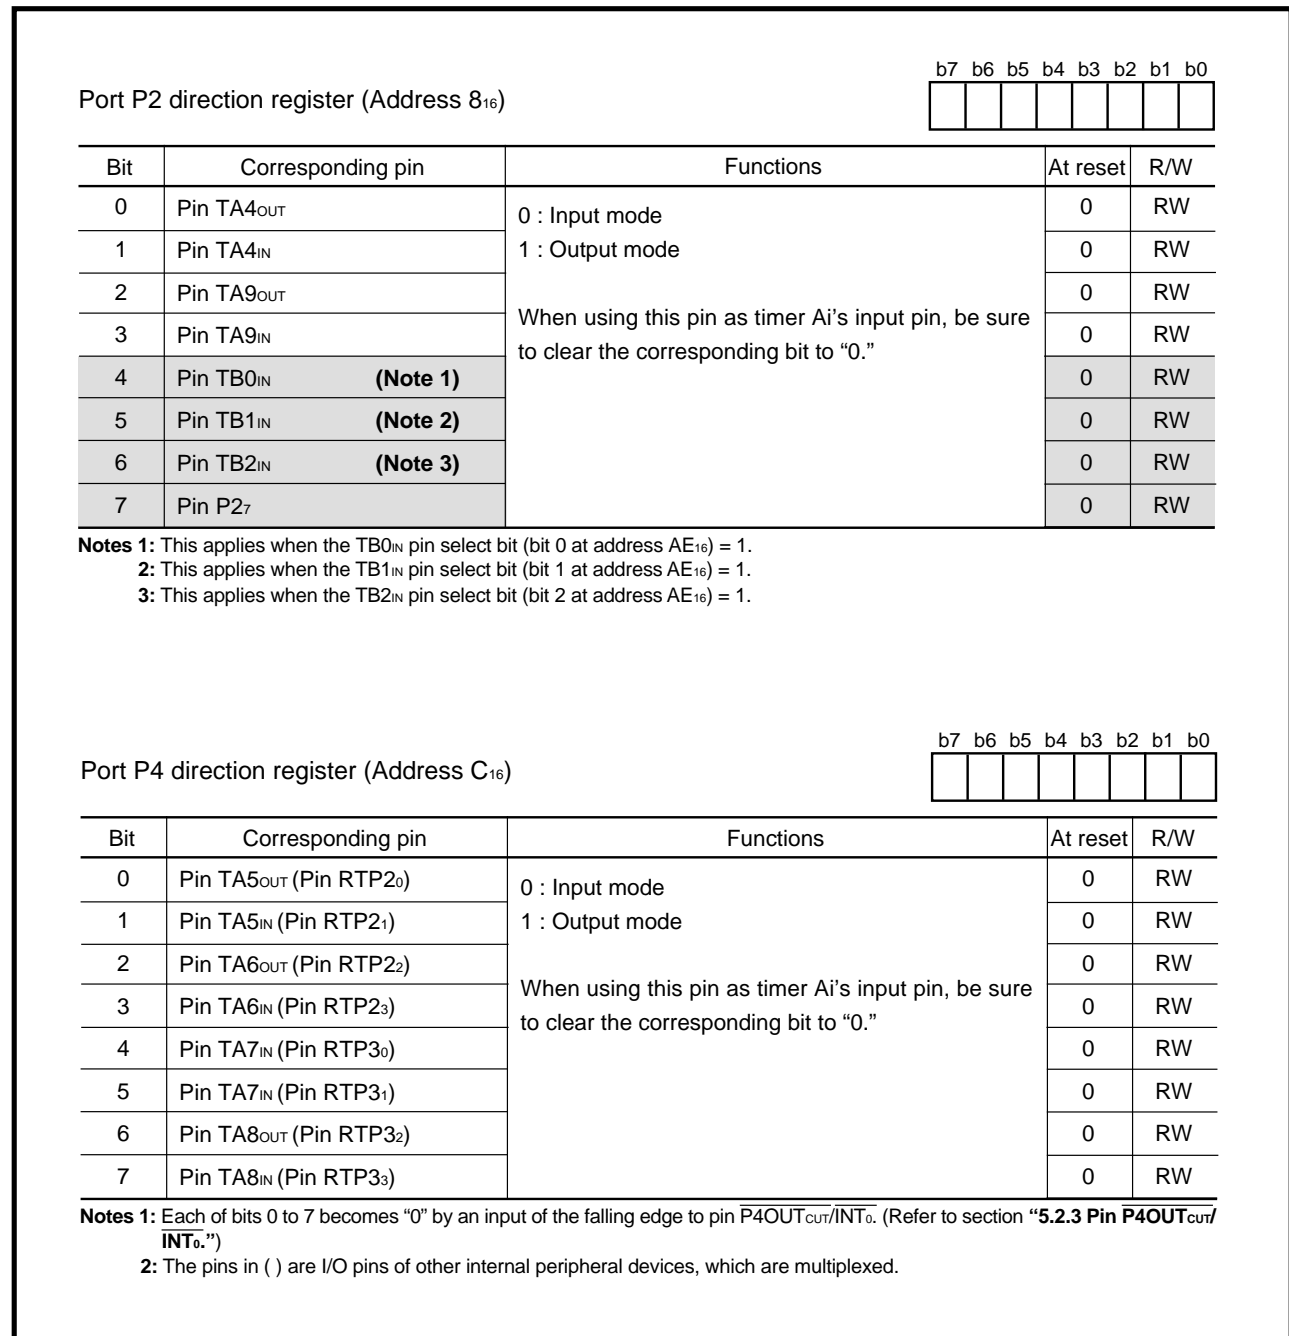 b7 b6 b5 b4 b3 b2 b1 b0
Port P2 direction register (Address 8₁₆)
Bit Corresponding pin Functions At reset R/W
0 Pin TA4OUT 0 : Input mode 0 RW
1 Pin TA4IN 1 : Output mode 0 RW
2 Pin TA9OUT 0 RW
When using this pin as timer Ai’s input pin, be sure
3 Pin TA9IN 0 RW
to clear the corresponding bit to “0.”
4 Pin TB0IN (Note 1) 0 RW
5 Pin TB1IN (Note 2) 0 RW
6 Pin TB2IN (Note 3) 0 RW
7 Pin P2₇ 0 RW
Notes 1: This applies when the TB0IN pin select bit (bit 0 at address AE₁₆) = 1.
2: This applies when the TB1IN pin select bit (bit 1 at address AE₁₆) = 1.
3: This applies when the TB2IN pin select bit (bit 2 at address AE₁₆) = 1.
b7 b6 b5 b4 b3 b2 b1 b0
Port P4 direction register (Address C₁₆)
Bit Corresponding pin Functions At reset R/W
0 Pin TA5OUT (Pin RTP2₀) 0 : Input mode 0 RW
1 Pin TA5IN (Pin RTP2₁) 1 : Output mode 0 RW
2 Pin TA6OUT (Pin RTP2₂) 0 RW
When using this pin as timer Ai’s input pin, be sure
3 Pin TA6IN (Pin RTP2₃) 0 RW
to clear the corresponding bit to “0.”
4 Pin TA7IN (Pin RTP3₀) 0 RW
5 Pin TA7IN (Pin RTP3₁) 0 RW
6 Pin TA8OUT (Pin RTP3₂) 0 RW
7 Pin TA8IN (Pin RTP3₃) 0 RW
Notes 1: Each of bits 0 to 7 becomes “0” by an input of the falling edge to pin P4OUTCUT/INT₀. (Refer to section “5.2.3 Pin P4OUTCUT/
INT₀.”)
2: The pins in ( ) are I/O pins of other internal peripheral devices, which are multiplexed.